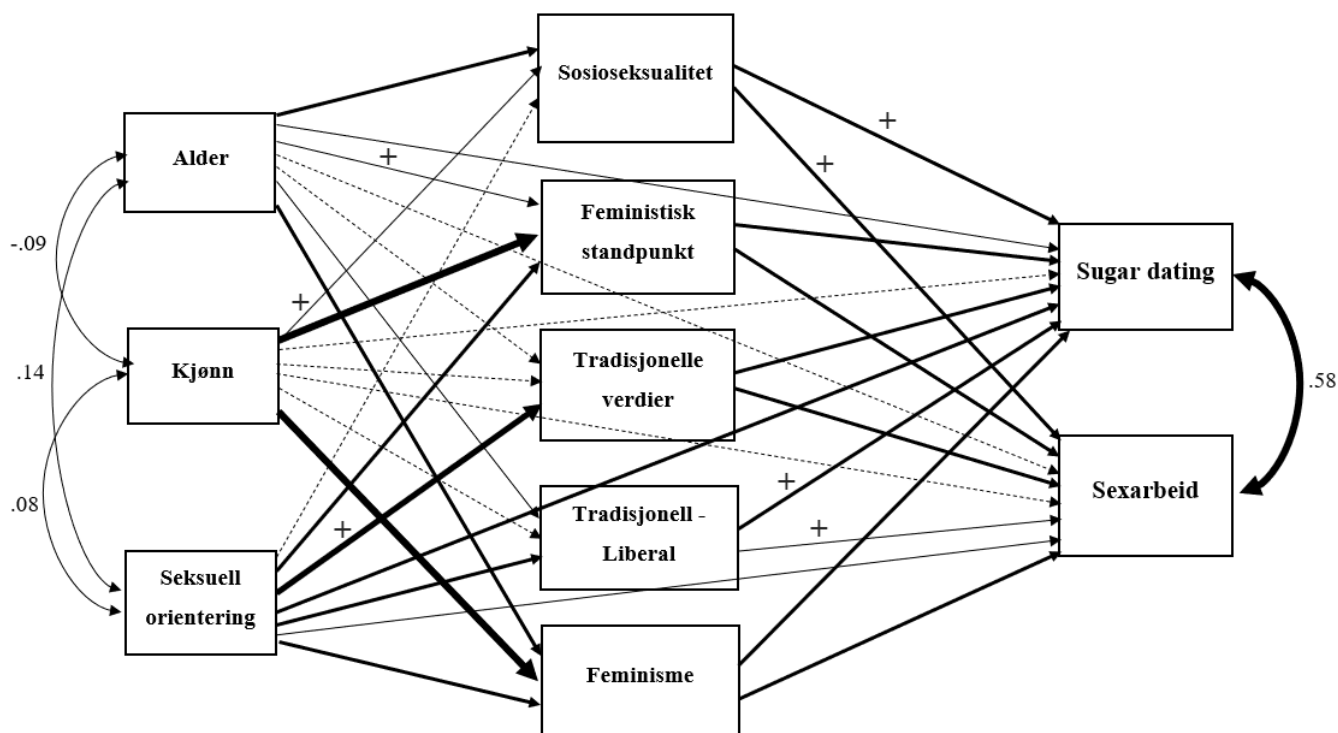 Sosioseksualitet
+
+
Alder
+
Feministisk
standpunkt
-.09
Sugar dating
+
Kjønn
Tradisjonelle
verdier
.14
.58
+
Sexarbeid
.08
+
Tradisjonell -
Liberal
+
Seksuell
orientering
Feminisme